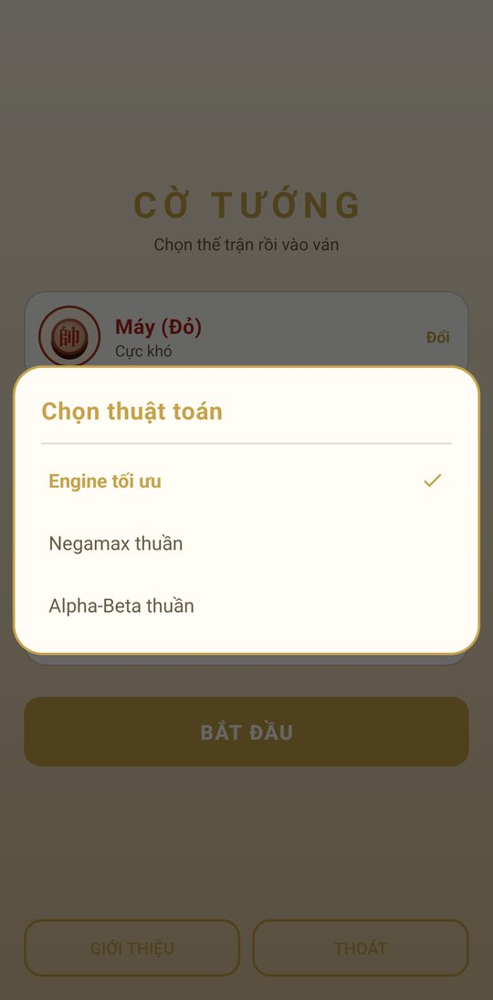 CỜ TƯỚNG
Chọn thế trận rồi vào ván
帥
Máy (Đỏ)
Cực khó
Đổi
Chọn thuật toán
Engine tối ưu
Negamax thuần
Alpha-Beta thuần
BẮT ĐẦU
GIỚI THIỆU
THOÁT